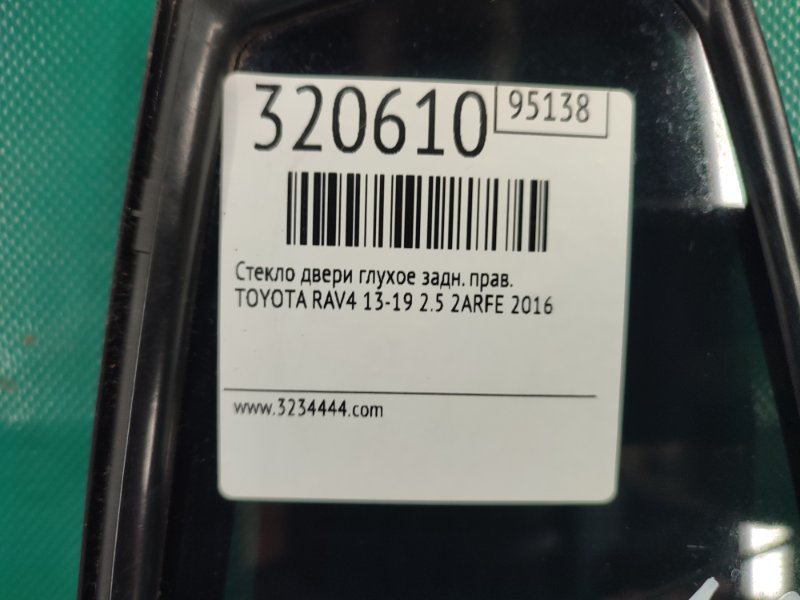 320610
95138
Стекло двери глухое задн. прав.
TOYOTA RAV4 13-19 2.5 2ARFE 2016
www.3234444.com